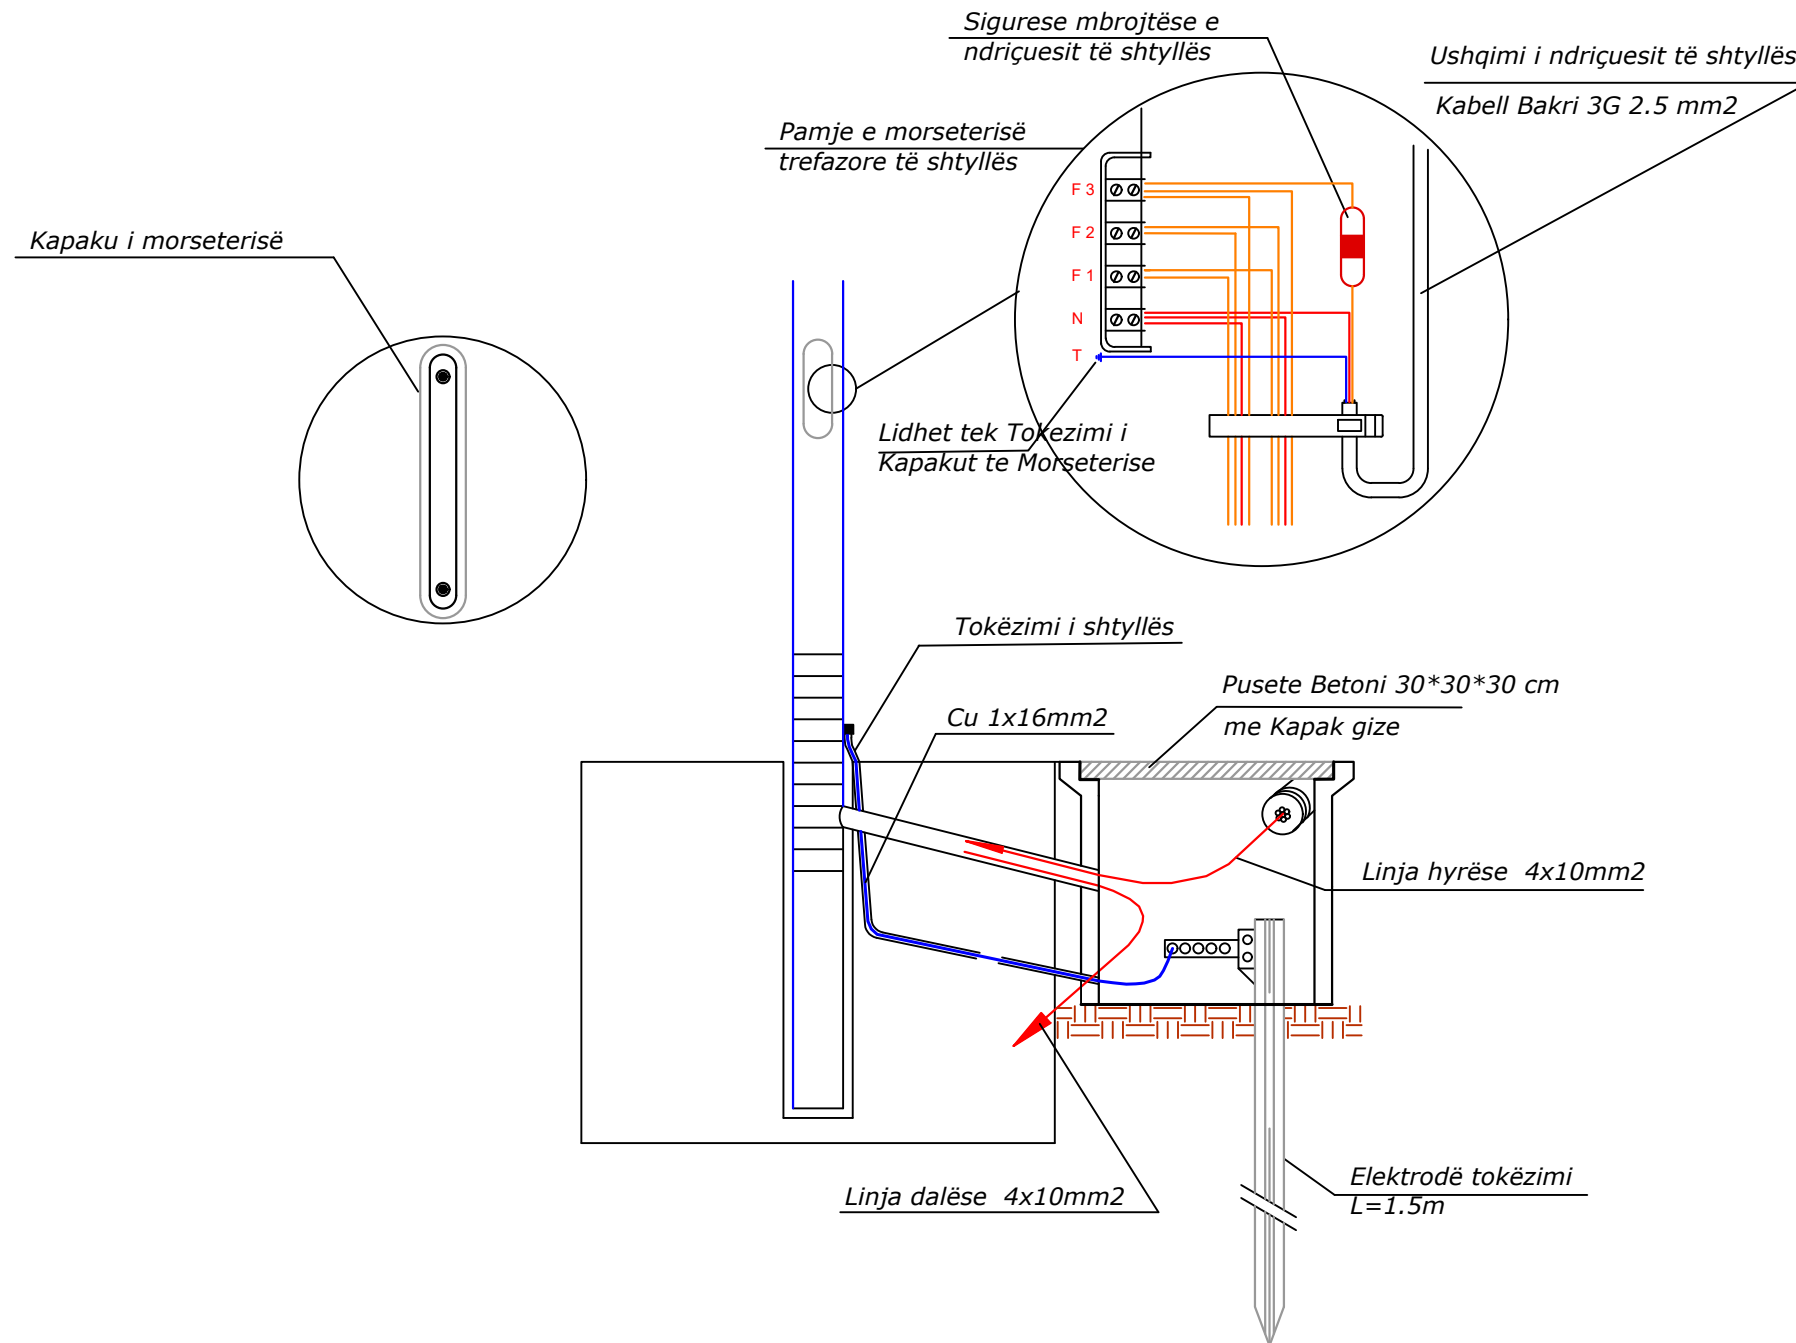 Sigurese mbrojtëse e
ndriçuesit të shtyllës
Ushqimi i ndriçuesit të shtyllës
Kabell Bakri 3G 2.5 mm2
Pamje e morseterisë
trefazore të shtyllës
F 3
F 2
F 1
N
T
Kapaku i morseterisë
Lidhet tek Tokezimi i
Kapakut te Morseterise
Tokëzimi i shtyllës
Cu 1x16mm2
Pusete Betoni 30*30*30 cm
me Kapak gize
Linja hyrëse 4x10mm2
Linja dalëse 4x10mm2
Elektrodë tokëzimi
L=1.5m